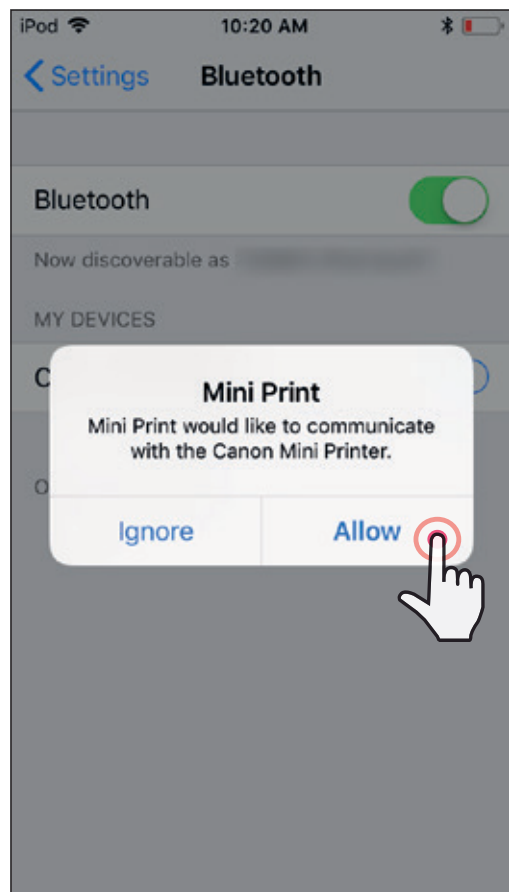 iPod 10:20 AM
Settings Bluetooth
Bluetooth
Now discoverable as
MY DEVICES
C
Mini Print
Mini Print would like to communicate
with the Canon Mini Printer.
O
Ignore Allow